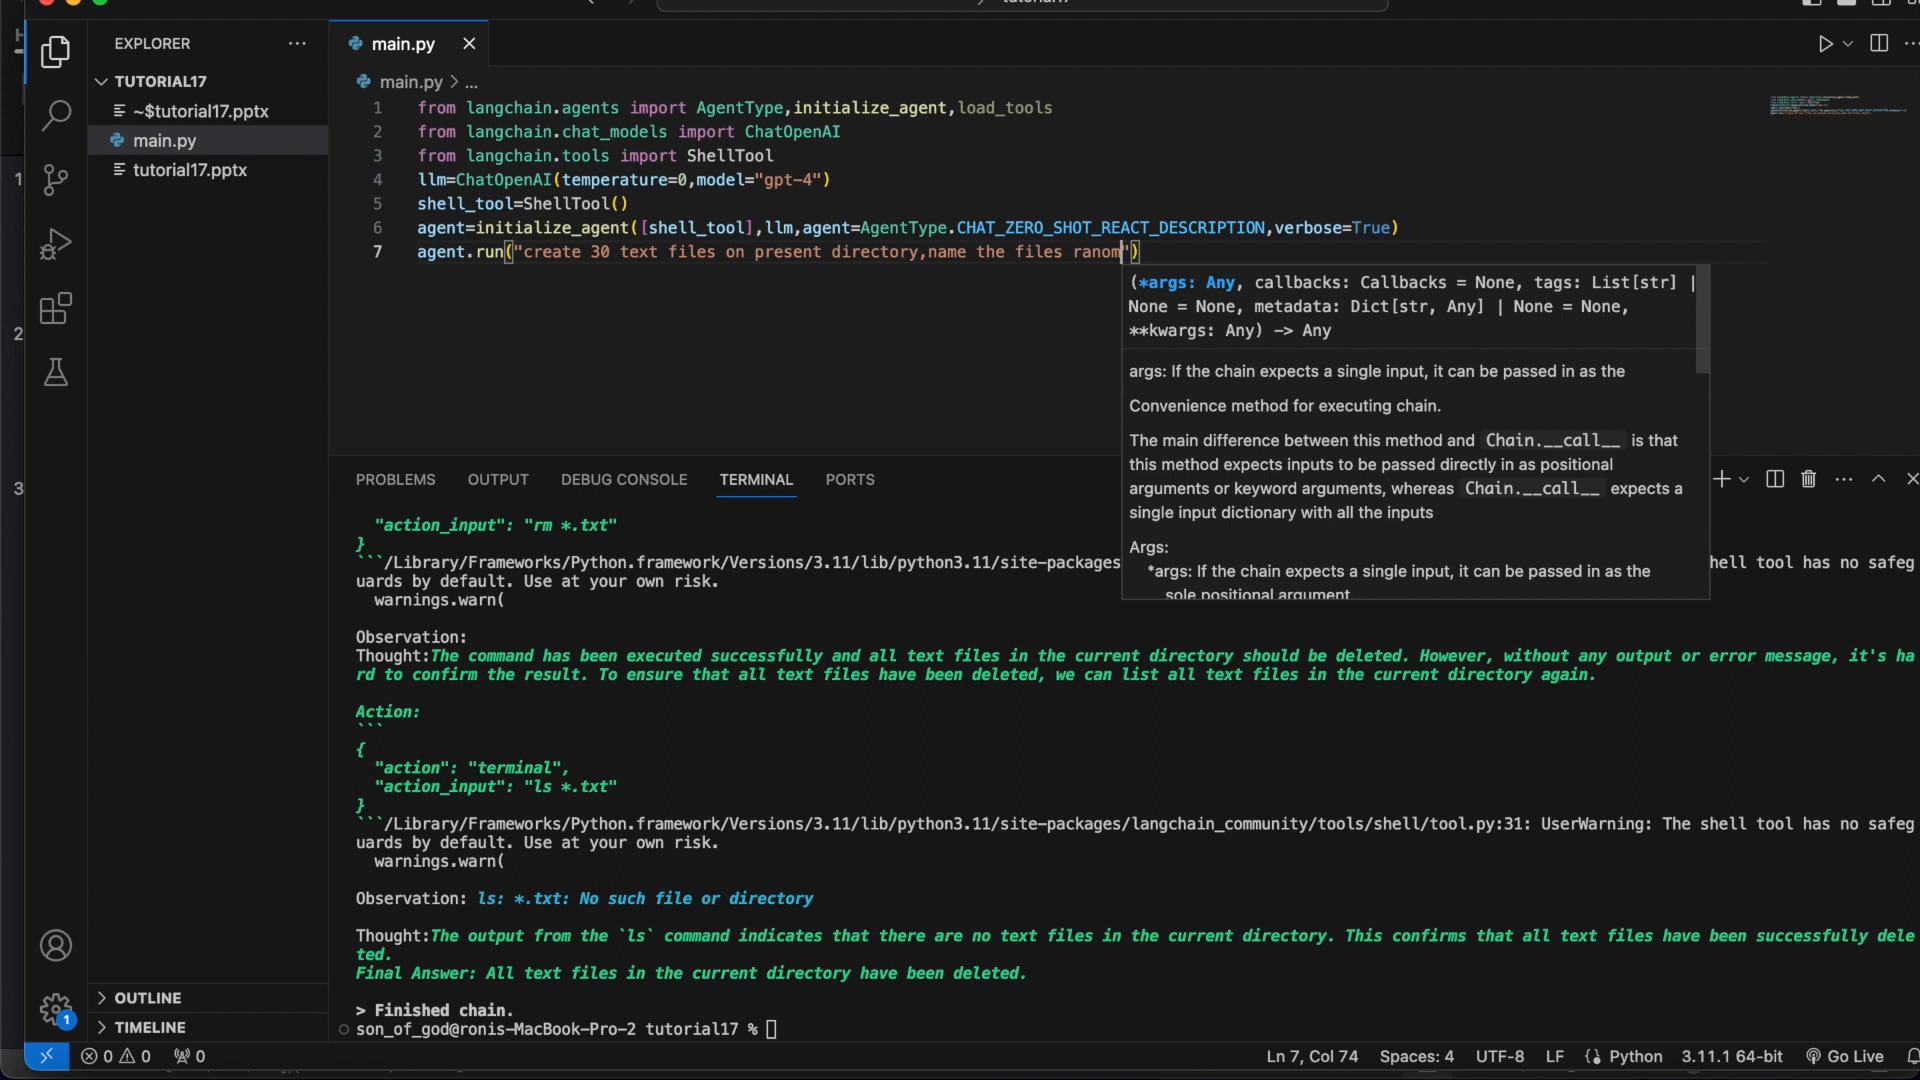 EXPLORER
TUTORIAL17
~$tutorial17.pptx
main.py
tutorial17.pptx
OUTLINE
TIMELINE
main.py
main.py > ...
1 from langchain.agents import AgentType,initialize_agent,load_tools
2 from langchain.chat_models import ChatOpenAI
3 from langchain.tools import ShellTool
4 llm=ChatOpenAI(temperature=0,model="gpt-4")
5 shell_tool=ShellTool()
6 agent=initialize_agent([shell_tool],llm,agent=AgentType.CHAT_ZERO_SHOT_REACT_DESCRIPTION,verbose=True)
7 agent.run("create 30 text files on present directory,name the files ranom")
(*args: Any, callbacks: Callbacks = None, tags: List[str] |
None = None, metadata: Dict[str, Any] | None = None,
**kwargs: Any) -> Any
args: If the chain expects a single input, it can be passed in as the
Convenience method for executing chain.
The main difference between this method and Chain.__call__ is that
this method expects inputs to be passed directly in as positional
arguments or keyword arguments, whereas Chain.__call__ expects a
single input dictionary with all the inputs
Args:
*args: If the chain expects a single input, it can be passed in as the
sole positional argument.
PROBLEMS OUTPUT DEBUG CONSOLE TERMINAL PORTS
"action_input": "rm *.txt"
}
```/Library/Frameworks/Python.framework/Versions/3.11/lib/python3.11/site-packages hell tool has no safeg
uards by default. Use at your own risk.
warnings.warn(
Observation:
Thought:The command has been executed successfully and all text files in the current directory should be deleted. However, without any output or error message, it's ha
rd to confirm the result. To ensure that all text files have been deleted, we can list all text files in the current directory again.
Action:
```
{
"action": "terminal",
"action_input": "ls *.txt"
}
```/Library/Frameworks/Python.framework/Versions/3.11/lib/python3.11/site-packages/langchain_community/tools/shell/tool.py:31: UserWarning: The shell tool has no safeg
uards by default. Use at your own risk.
warnings.warn(
Observation: ls: *.txt: No such file or directory
Thought:The output from the `ls` command indicates that there are no text files in the current directory. This confirms that all text files have been successfully dele
ted.
Final Answer: All text files in the current directory have been deleted.
> Finished chain.
son_of_god@ronis-MacBook-Pro-2 tutorial17 %
1
2
3
1
0 0 0 Ln 7, Col 74 Spaces: 4 UTF-8 LF Python 3.11.1 64-bit Go Live